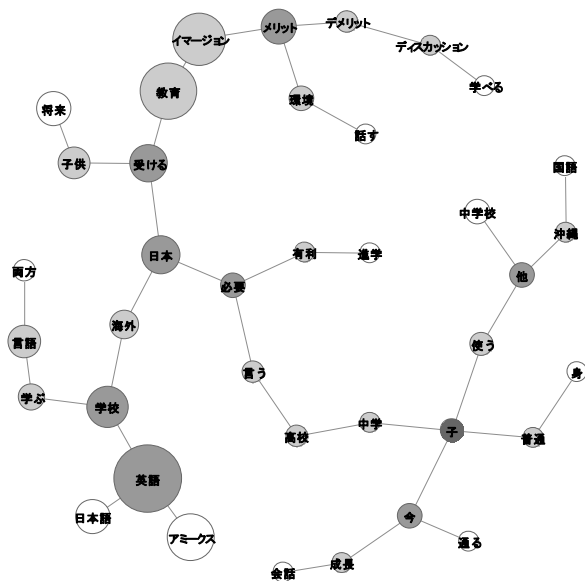 イマージョン
メリット
デメリット
ディスカッション
学べる
教育
環境
話す
将来
子供
受ける
国語
中学校
沖縄
日本
有利
進学
両方
必要
他
海外
言語
使う
言う
身
学ぶ
学校
高校
中学
子
普通
英語
日本語
アミークス
今
通る
会話
成長